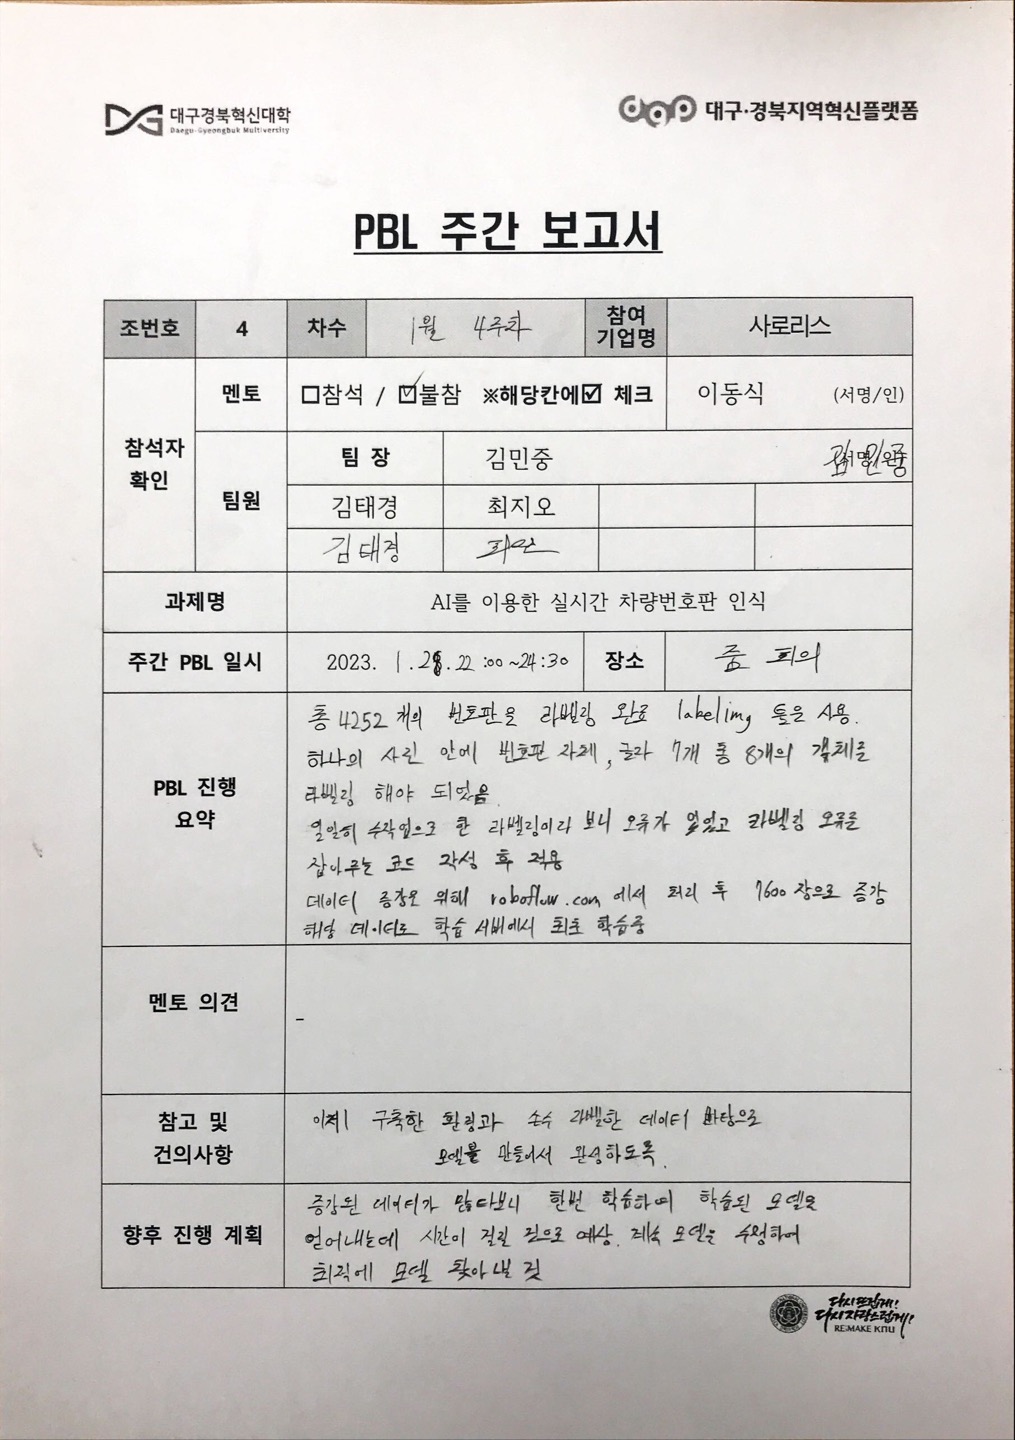 대구경북혁신대학
Daegu-Gyeongbuk Multiversity
dgp 대구·경북지역혁신플랫폼
PBL 주간 보고서
조번호 4 차수 1월 4주차 참여 기업명 사로리스
참석자 확인
멘토 □참석 / ☑불참 ※해당칸에☑ 체크 이동식 (서명/인)
팀원
팀 장 김민중 김민중
김태경 최지오
김태경
과제명 AI를 이용한 실시간 차량번호판 인식
주간 PBL 일시 2023. 1.28. 22:00~24:30 장소 줌 회의
PBL 진행 요약
총 4252 개의 번호판을 라벨링 완료 labelimg 툴을 사용.
하나의 사진 안에 번호판 자체, 글자 7개 총 8개의 객체를
라벨링 해야 되었음
일일히 수작업으로 한 라벨링이라 보니 오류가 있었고 라벨링 오류를
잡아주는 코드 작성 후 적용
데이터 증강을 위해 roboflow.com 에서 처리 후 7600장으로 증강
해당 데이터로 학습 서버에서 최초 학습중
멘토 의견
-
참고 및 건의사항
이제 구축한 환경과 손수 라벨한 데이터 바탕으로
모델을 만들어서 완성하도록.
향후 진행 계획
증강된 데이터가 많다보니 한번 학습하여 학습된 모델을
얻어내는데 시간이 걸릴 것으로 예상. 계속 모델을 수정하여
최적에 모델 찾아낼 것
다시 뜨겁게!
다시 자랑스럽게!
RE:MAKE KNU